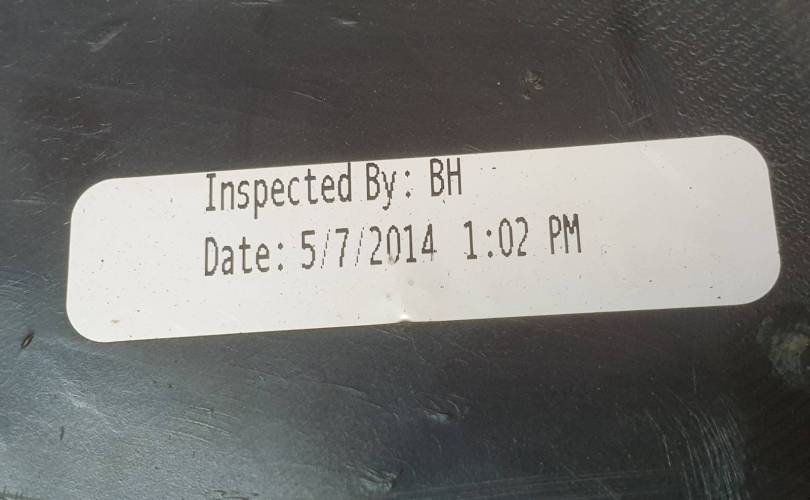 Inspected By: BH
Date: 5/7/2014 1:02 PM